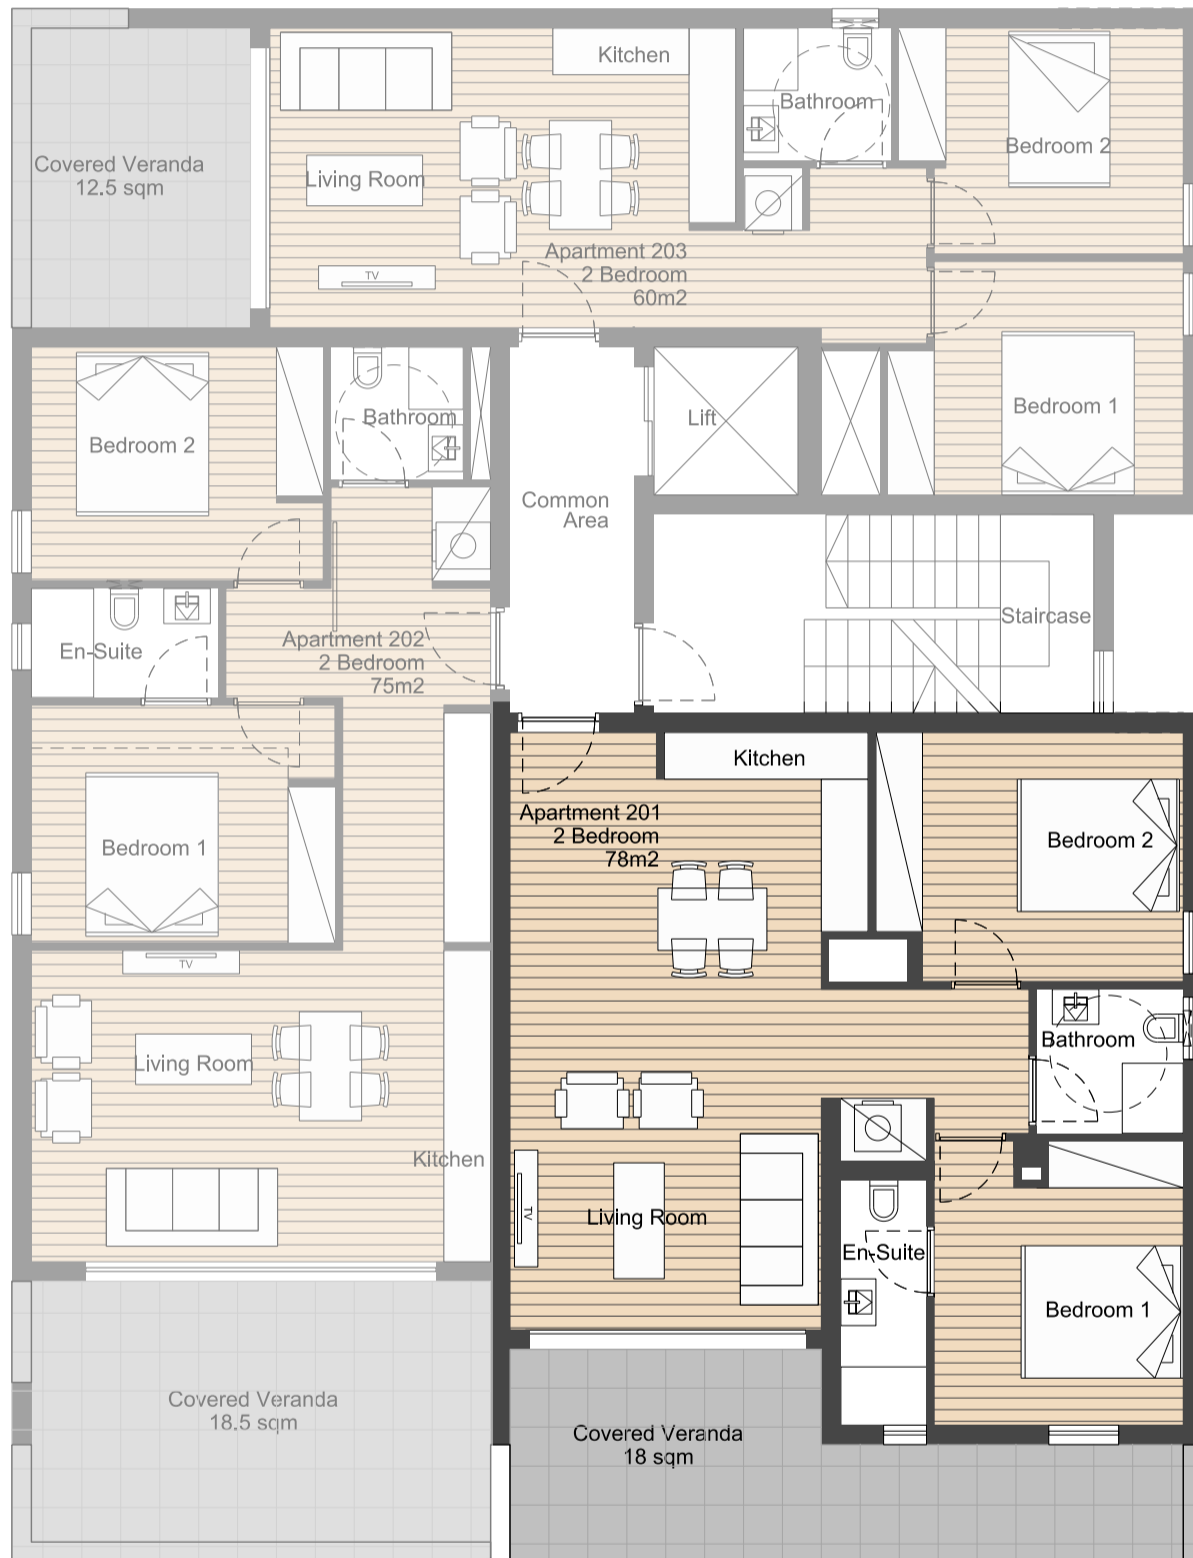 Kitchen
Bathroom
Bedroom 2
Covered Veranda
12.5 sqm
Living Room
Apartment 203
2 Bedroom
60m2
TV
Bedroom 2
Bathroom
Lift
Bedroom 1
Common
Area
Staircase
En-Suite
Apartment 202
2 Bedroom
75m2
Kitchen
Apartment 201
2 Bedroom
78m2
Bedroom 2
Bedroom 1
TV
Living Room
Bathroom
Kitchen
TV
Living Room
En-Suite
Bedroom 1
Covered Veranda
18.5 sqm
Covered Veranda
18 sqm